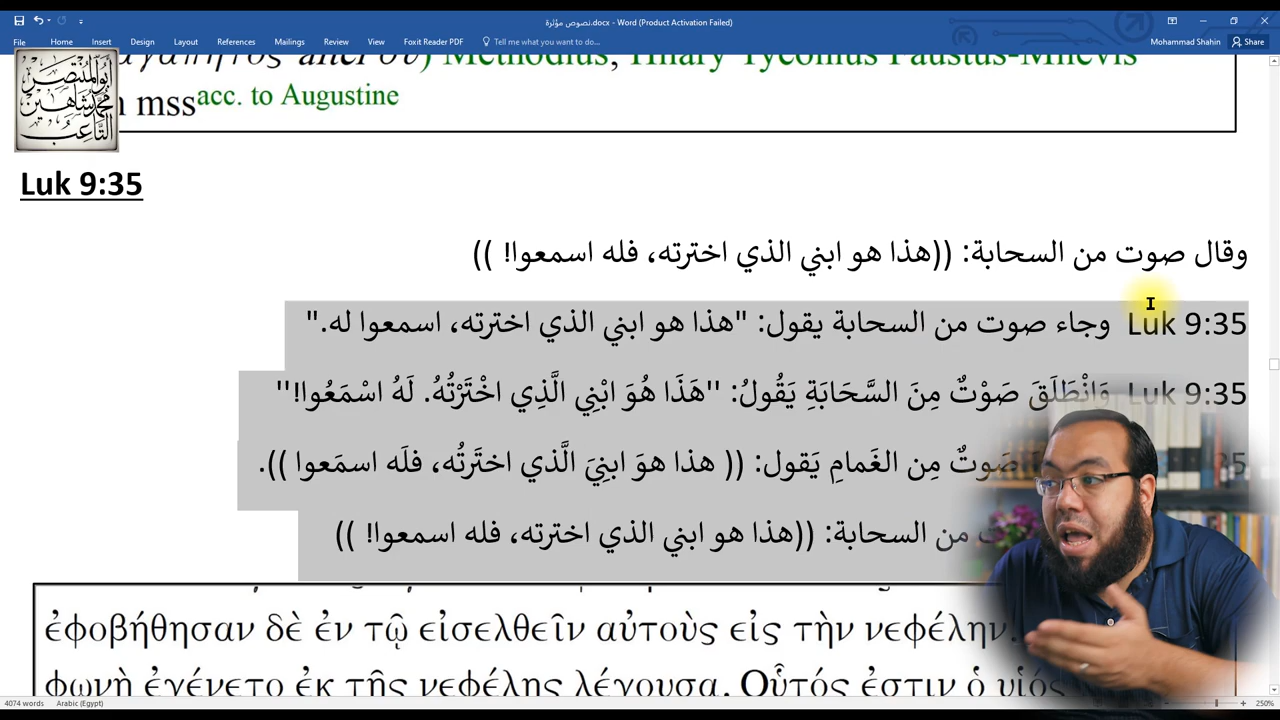 نصوص مؤثرة.docx - Word (Product Activation Failed)
File Home Insert Design Layout References Mailings Review View Foxit Reader PDF Tell me what you want to do... Mohammad Shahin Share
أبو المنتصر
محمد شاهين
التاعب
Methodius, Hilary Tyconius Faustus-Milevis
mss acc. to Augustine
Luk 9:35
وقال صوت من السحابة: ((هذا هو ابني الذي اخترته، فله اسمعوا! ))
Luk 9:35 وجاء صوت من السحابة يقول: "هذا هو ابني الذي اخترته، اسمعوا له."
Luk 9:35 وَانْطَلَقَ صَوْتٌ مِنَ السَّحَابَةِ يَقُولُ: "هَذَا هُوَ ابْنِي الَّذِي اخْتَرْتُهُ. لَهُ اسْمَعُوا!"
صَوتٌ مِن الغَمامِ يَقول: (( هذا هوَ ابنِيَ الَّذي اختَرتُه، فلَه اسمَعوا )).
من السحابة: ((هذا هو ابني الذي اخترته، فله اسمعوا! ))
ἐφοβήθησαν δὲ ἐν τῷ εἰσελθεῖν αὐτοὺς εἰς τὴν νεφέλην.
φωνὴ ἐγένετο ἐκ τῆς νεφέλης λέγουσα, Οὗτός ἐστιν ὁ υἱός
4074 words Arabic (Egypt) 250%